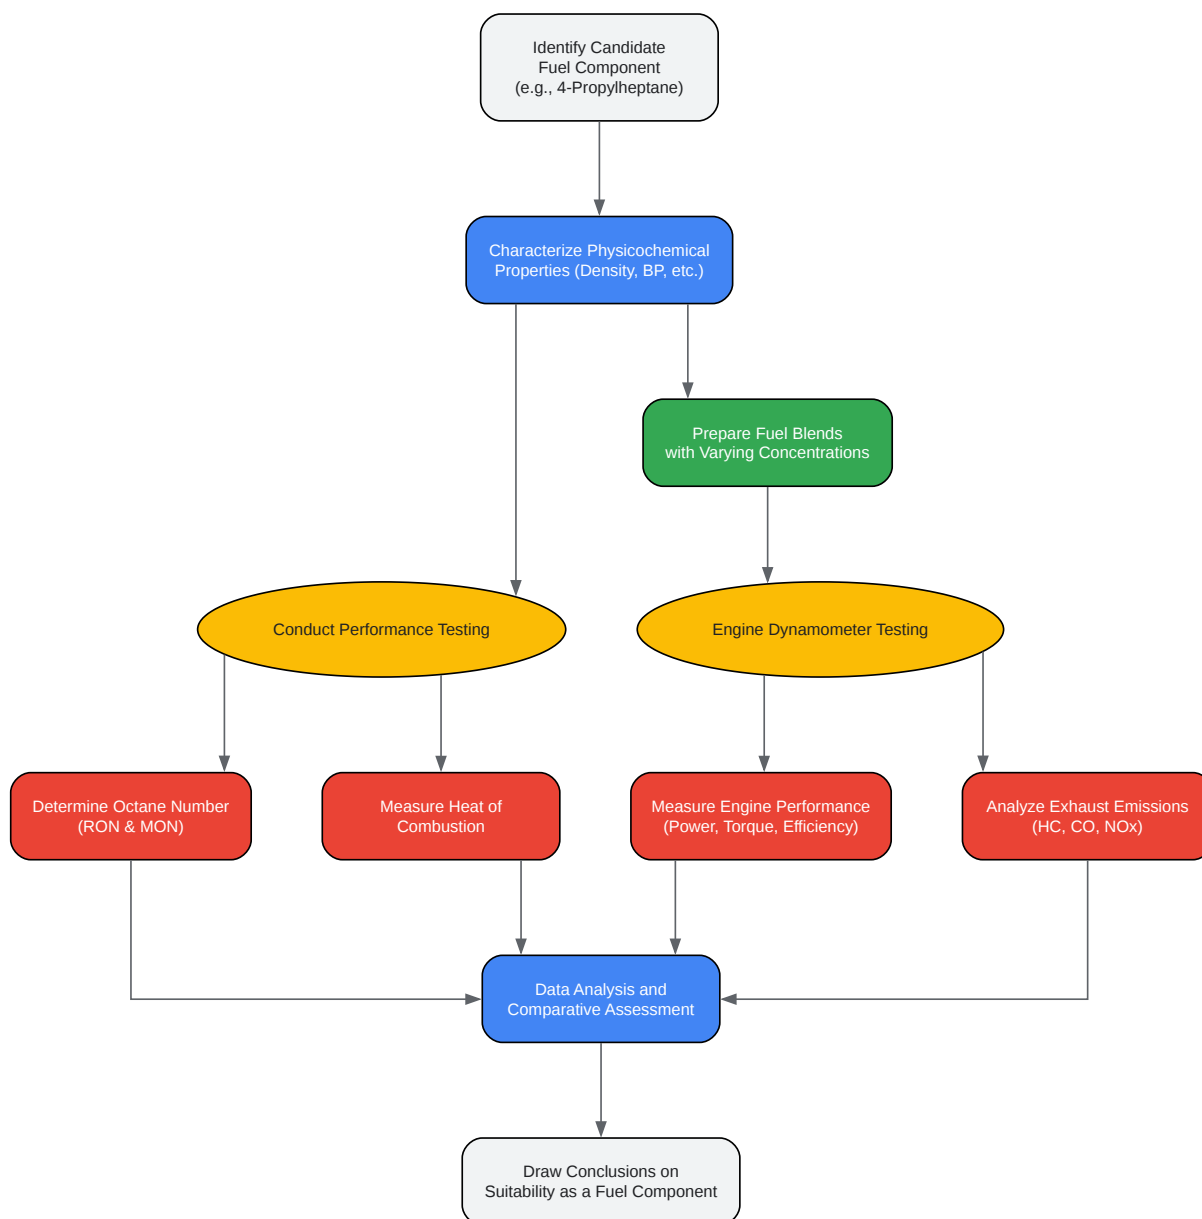 Identify Candidate
Fuel Component
(e.g., 4-Propylheptane)
Characterize Physicochemical
Properties (Density, BP, etc.)
Prepare Fuel Blends
with Varying Concentrations
Conduct Performance Testing
Engine Dynamometer Testing
Determine Octane Number
(RON & MON)
Measure Heat of
Combustion
Measure Engine Performance
(Power, Torque, Efficiency)
Analyze Exhaust Emissions
(HC, CO, NOx)
Data Analysis and
Comparative Assessment
Draw Conclusions on
Suitability as a Fuel Component